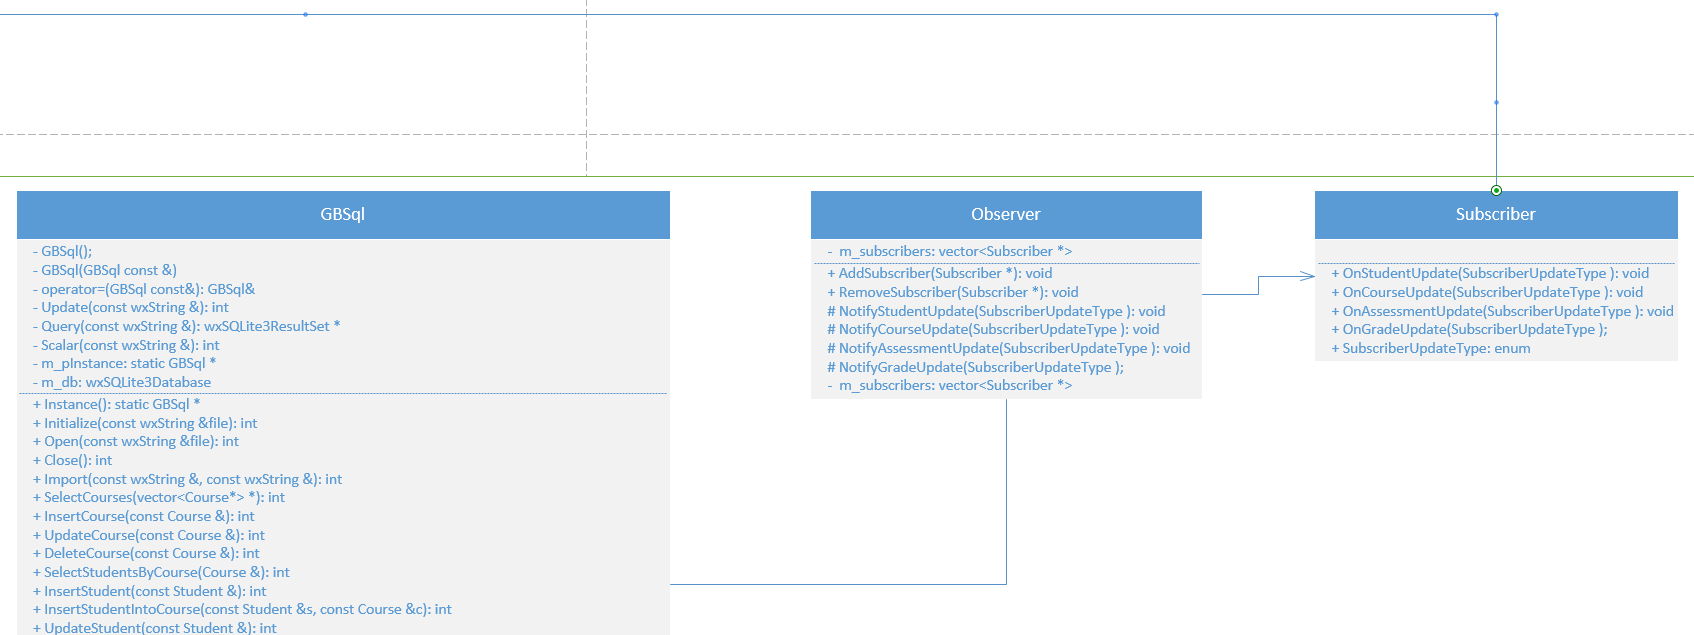 GBSql
- GBSql();
- GBSql(GBSql const &)
- operator=(GBSql const&): GBSql&
- Update(const wxString &): int
- Query(const wxString &): wxSQLite3ResultSet *
- Scalar(const wxString &): int
- m_pInstance: static GBSql *
- m_db: wxSQLite3Database
+ Instance(): static GBSql *
+ Initialize(const wxString &file): int
+ Open(const wxString &file): int
+ Close(): int
+ Import(const wxString &, const wxString &): int
+ SelectCourses(vector<Course*> *): int
+ InsertCourse(const Course &): int
+ UpdateCourse(const Course &): int
+ DeleteCourse(const Course &): int
+ SelectStudentsByCourse(Course &): int
+ InsertStudent(const Student &): int
+ InsertStudentIntoCourse(const Student &s, const Course &c): int
+ UpdateStudent(const Student &): int
Observer
- m_subscribers: vector<Subscriber *>
+ AddSubscriber(Subscriber *): void
+ RemoveSubscriber(Subscriber *): void
# NotifyStudentUpdate(SubscriberUpdateType ): void
# NotifyCourseUpdate(SubscriberUpdateType ): void
# NotifyAssessmentUpdate(SubscriberUpdateType ): void
# NotifyGradeUpdate(SubscriberUpdateType );
- m_subscribers: vector<Subscriber *>
Subscriber
+ OnStudentUpdate(SubscriberUpdateType ): void
+ OnCourseUpdate(SubscriberUpdateType ): void
+ OnAssessmentUpdate(SubscriberUpdateType ): void
+ OnGradeUpdate(SubscriberUpdateType );
+ SubscriberUpdateType: enum